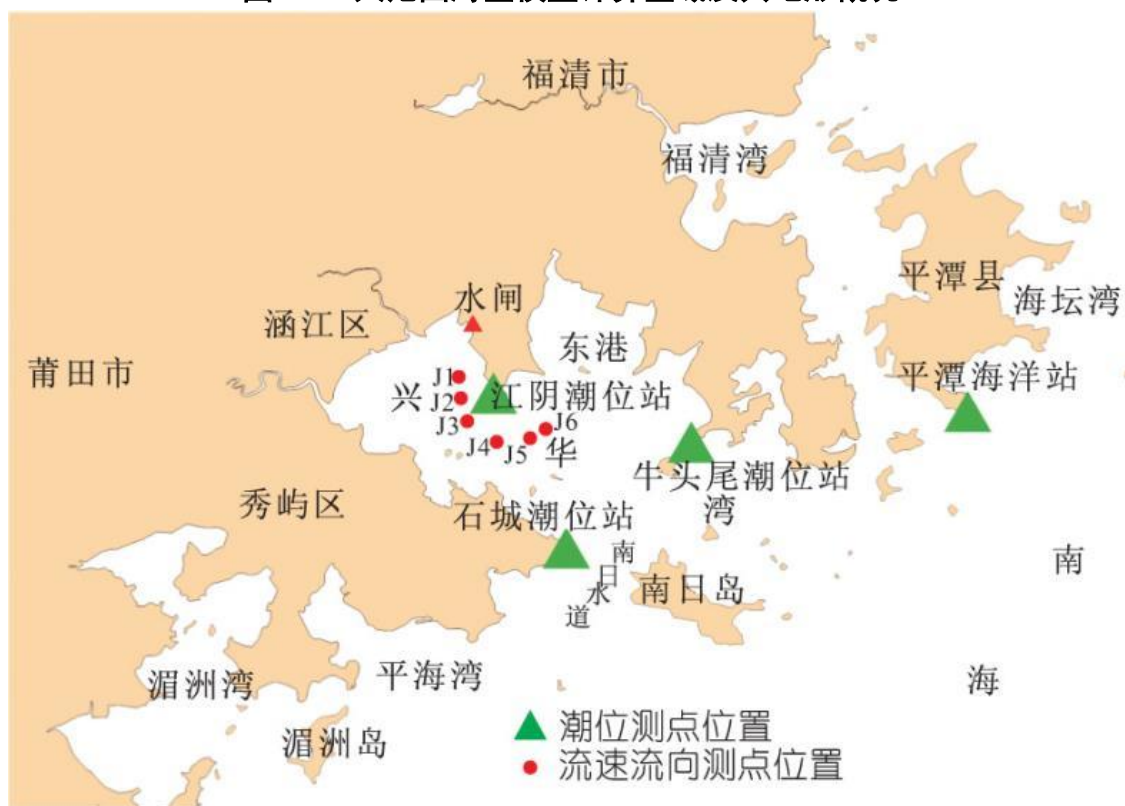 福清市
福清湾
平潭县
海坛湾
水闸
涵江区
东港
莆田市
平潭海洋站
J1
兴
J2
江阴潮位站
J3
J6
J4
J5
华
牛头尾潮位站
湾
秀屿区
石城潮位站
南
日
水
道
南日岛
南
海
湄洲湾
平海湾
湄洲岛
潮位测点位置
流速流向测点位置